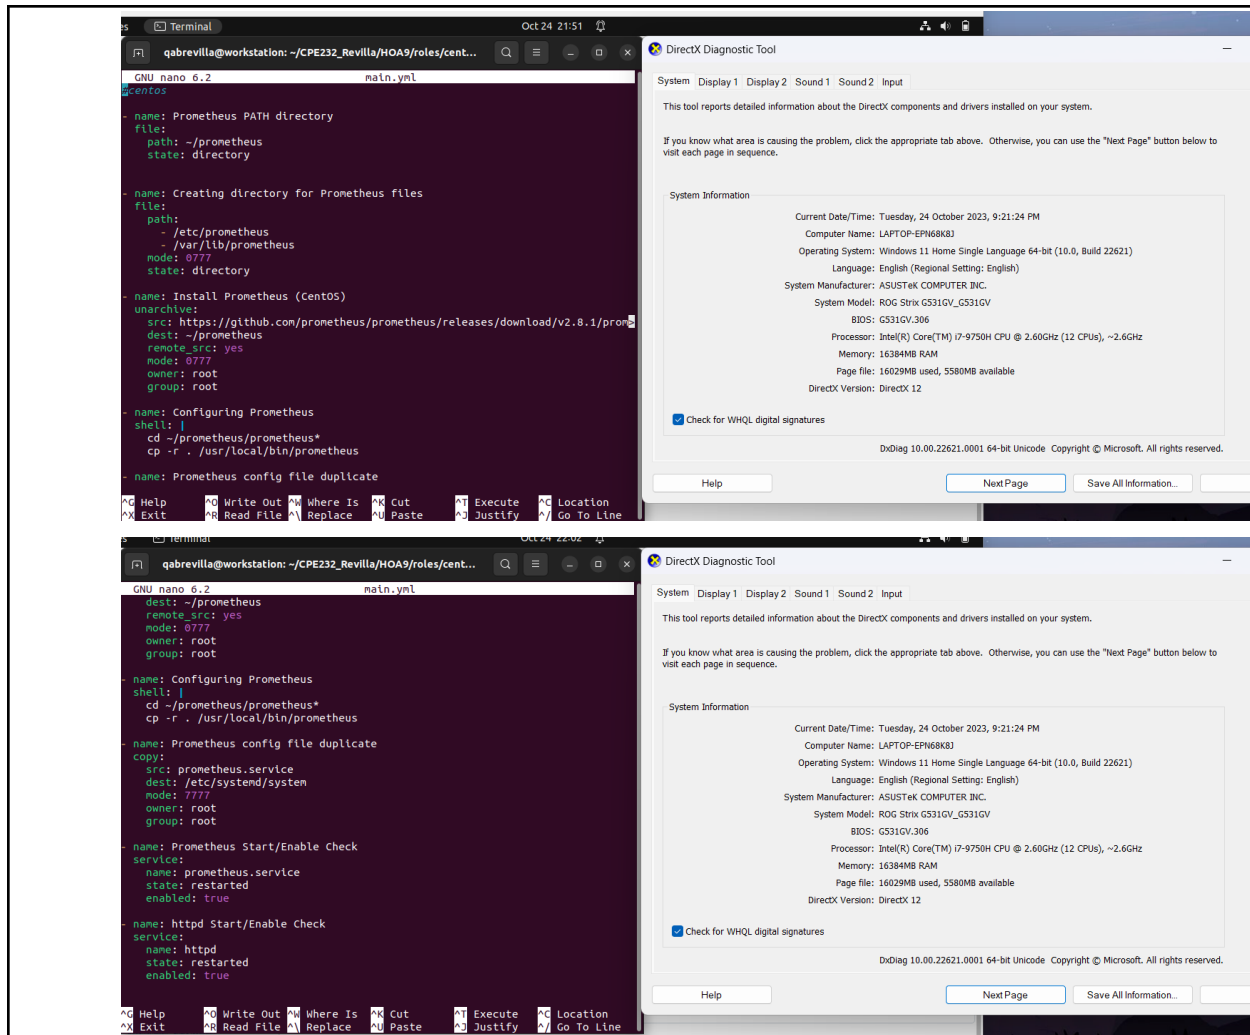 es Terminal Oct 24 21:51
qabrevilla@workstation: ~/CPE232_Revilla/HOA9/roles/cent...
GNU nano 6.2 main.yml
#centos
- name: Prometheus PATH directory
file:
path: ~/prometheus
state: directory
- name: Creating directory for Prometheus files
file:
path:
- /etc/prometheus
- /var/lib/prometheus
mode: 0777
state: directory
- name: Install Prometheus (CentOS)
unarchive:
src: https://github.com/prometheus/prometheus/releases/download/v2.8.1/prom>
dest: ~/prometheus
remote_src: yes
mode: 0777
owner: root
group: root
- name: Configuring Prometheus
shell: |
cd ~/prometheus/prometheus*
cp -r . /usr/local/bin/prometheus
- name: Prometheus config file duplicate
^G Help ^O Write Out ^W Where Is ^K Cut ^T Execute ^C Location
^X Exit ^R Read File ^\ Replace ^U Paste ^J Justify ^/ Go To Line
DirectX Diagnostic Tool
System Display 1 Display 2 Sound 1 Sound 2 Input
This tool reports detailed information about the DirectX components and drivers installed on your system.
If you know what area is causing the problem, click the appropriate tab above. Otherwise, you can use the "Next Page" button below to
visit each page in sequence.
System Information
Current Date/Time: Tuesday, 24 October 2023, 9:21:24 PM
Computer Name: LAPTOP-EPN68K8J
Operating System: Windows 11 Home Single Language 64-bit (10.0, Build 22621)
Language: English (Regional Setting: English)
System Manufacturer: ASUSTeK COMPUTER INC.
System Model: ROG Strix G531GV_G531GV
BIOS: G531GV.306
Processor: Intel(R) Core(TM) i7-9750H CPU @ 2.60GHz (12 CPUs), ~2.6GHz
Memory: 16384MB RAM
Page file: 16029MB used, 5580MB available
DirectX Version: DirectX 12
Check for WHQL digital signatures
DxDiag 10.00.22621.0001 64-bit Unicode Copyright © Microsoft. All rights reserved.
Help Next Page Save All Information...
es Terminal Oct 24 22:02
qabrevilla@workstation: ~/CPE232_Revilla/HOA9/roles/cent...
GNU nano 6.2 main.yml
dest: ~/prometheus
remote_src: yes
mode: 0777
owner: root
group: root
- name: Configuring Prometheus
shell: |
cd ~/prometheus/prometheus*
cp -r . /usr/local/bin/prometheus
- name: Prometheus config file duplicate
copy:
src: prometheus.service
dest: /etc/systemd/system
mode: 7777
owner: root
group: root
- name: Prometheus Start/Enable Check
service:
name: prometheus.service
state: restarted
enabled: true
- name: httpd Start/Enable Check
service:
name: httpd
state: restarted
enabled: true
^G Help ^O Write Out ^W Where Is ^K Cut ^T Execute ^C Location
^X Exit ^R Read File ^\ Replace ^U Paste ^J Justify ^/ Go To Line
DirectX Diagnostic Tool
System Display 1 Display 2 Sound 1 Sound 2 Input
This tool reports detailed information about the DirectX components and drivers installed on your system.
If you know what area is causing the problem, click the appropriate tab above. Otherwise, you can use the "Next Page" button below to
visit each page in sequence.
System Information
Current Date/Time: Tuesday, 24 October 2023, 9:21:24 PM
Computer Name: LAPTOP-EPN68K8J
Operating System: Windows 11 Home Single Language 64-bit (10.0, Build 22621)
Language: English (Regional Setting: English)
System Manufacturer: ASUSTeK COMPUTER INC.
System Model: ROG Strix G531GV_G531GV
BIOS: G531GV.306
Processor: Intel(R) Core(TM) i7-9750H CPU @ 2.60GHz (12 CPUs), ~2.6GHz
Memory: 16384MB RAM
Page file: 16029MB used, 5580MB available
DirectX Version: DirectX 12
Check for WHQL digital signatures
DxDiag 10.00.22621.0001 64-bit Unicode Copyright © Microsoft. All rights reserved.
Help Next Page Save All Information...